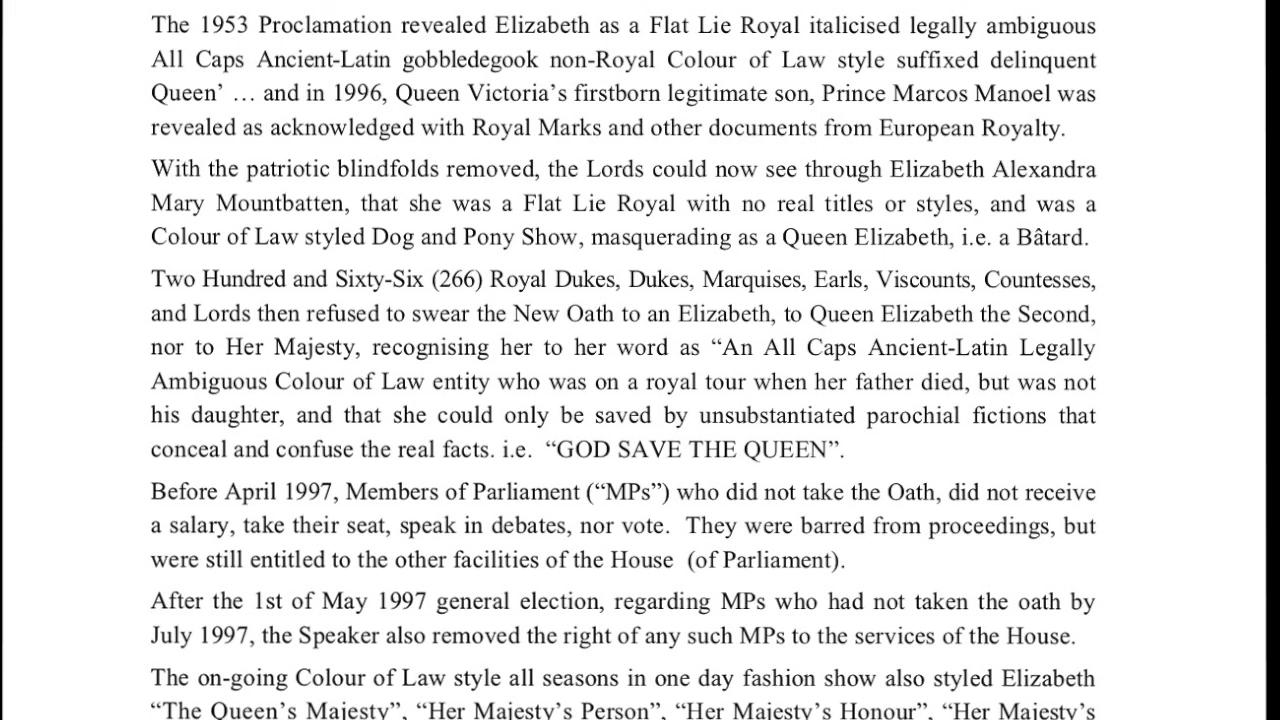 The 1953 Proclamation revealed Elizabeth as a Flat Lie Royal italicised legally ambiguous
All Caps Ancient-Latin gobbledegook non-Royal Colour of Law style suffixed delinquent
Queen’ … and in 1996, Queen Victoria’s firstborn legitimate son, Prince Marcos Manoel was
revealed as acknowledged with Royal Marks and other documents from European Royalty.
With the patriotic blindfolds removed, the Lords could now see through Elizabeth Alexandra
Mary Mountbatten, that she was a Flat Lie Royal with no real titles or styles, and was a
Colour of Law styled Dog and Pony Show, masquerading as a Queen Elizabeth, i.e. a Bâtard.
Two Hundred and Sixty-Six (266) Royal Dukes, Dukes, Marquises, Earls, Viscounts, Countesses,
and Lords then refused to swear the New Oath to an Elizabeth, to Queen Elizabeth the Second,
nor to Her Majesty, recognising her to her word as “An All Caps Ancient-Latin Legally
Ambiguous Colour of Law entity who was on a royal tour when her father died, but was not
his daughter, and that she could only be saved by unsubstantiated parochial fictions that
conceal and confuse the real facts. i.e. “GOD SAVE THE QUEEN”.
Before April 1997, Members of Parliament (“MPs”) who did not take the Oath, did not receive
a salary, take their seat, speak in debates, nor vote. They were barred from proceedings, but
were still entitled to the other facilities of the House (of Parliament).
After the 1st of May 1997 general election, regarding MPs who had not taken the oath by
July 1997, the Speaker also removed the right of any such MPs to the services of the House.
The on-going Colour of Law style all seasons in one day fashion show also styled Elizabeth
“The Queen’s Majesty”, “Her Majesty’s Person”, “Her Majesty’s Honour”, “Her Majesty’s